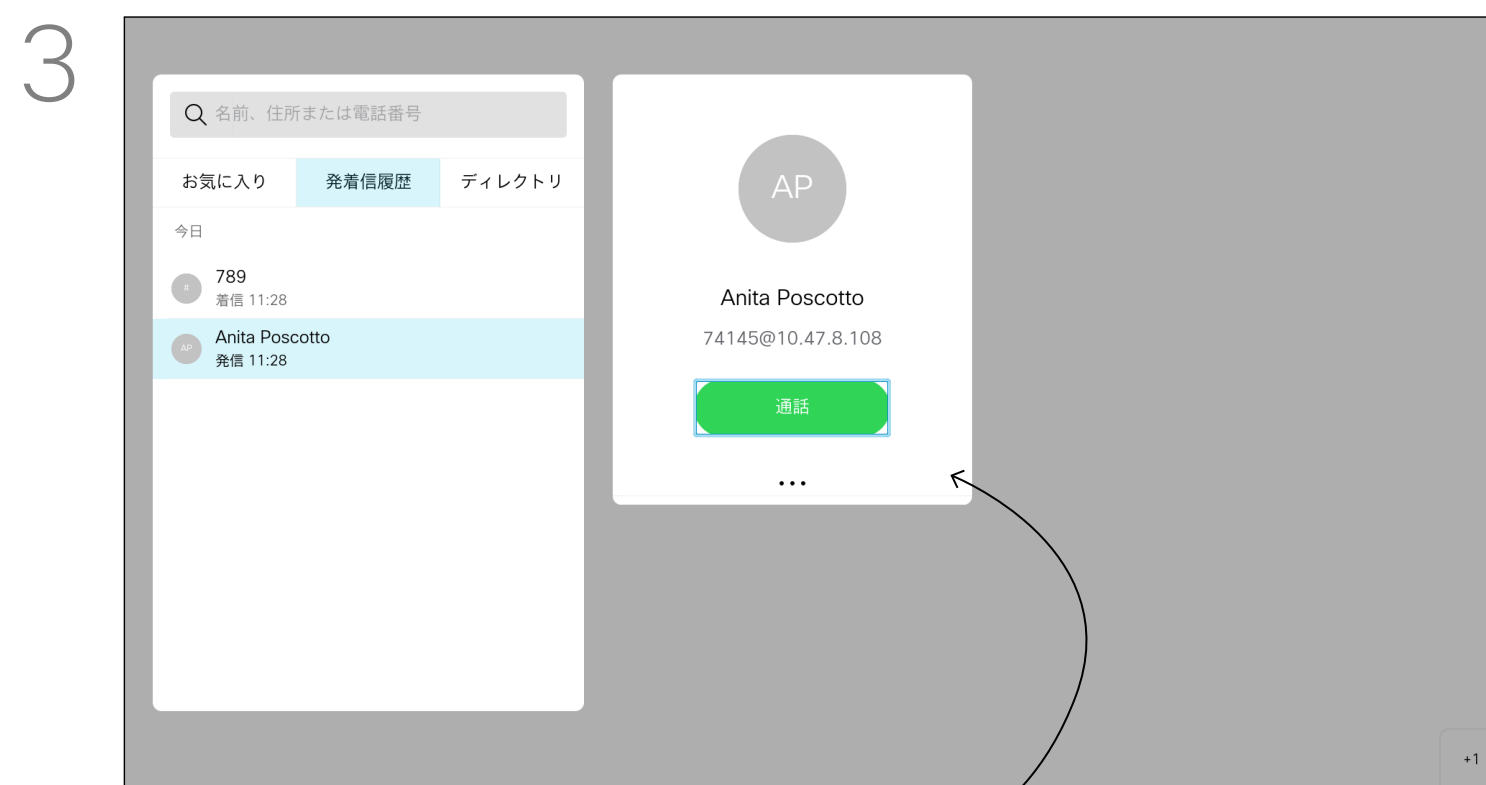 3
名前、住所または電話番号
お気に入り 発着信履歴 ディレクトリ
今日
# 789
着信 11:28
AP Anita Poscotto
発信 11:28
AP
Anita Poscotto
74145@10.47.8.108
通話
...
+1